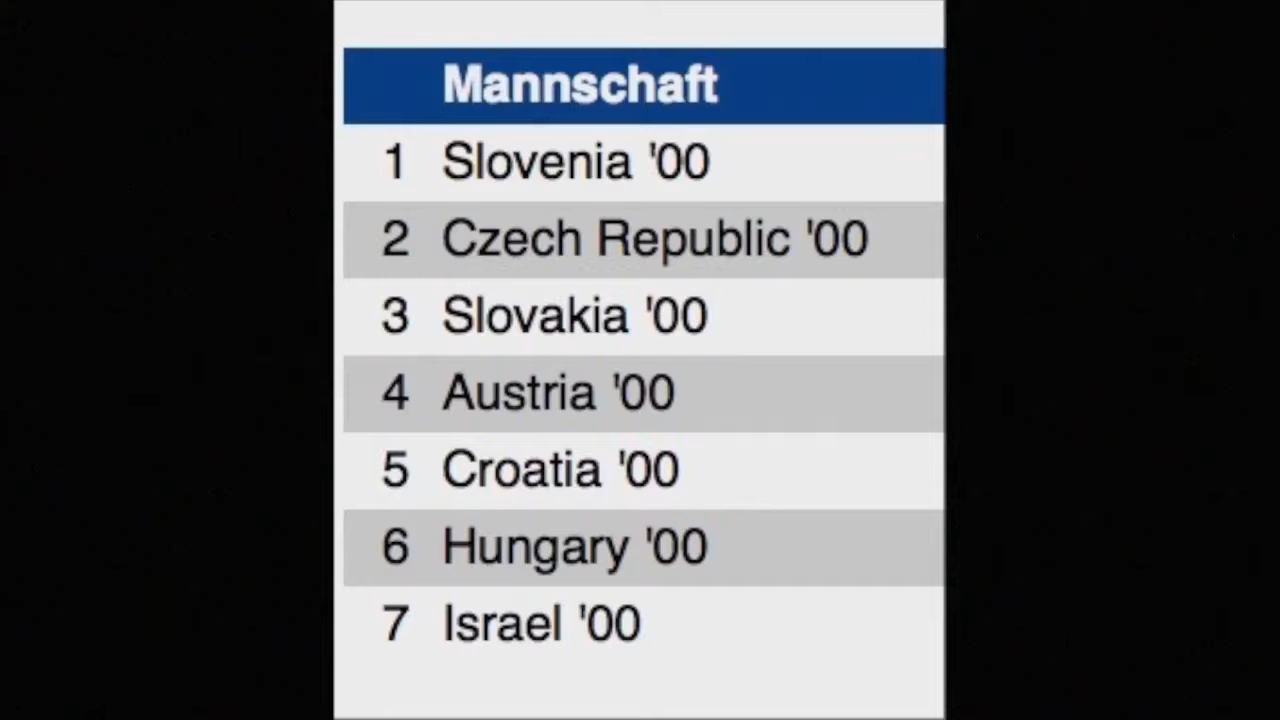 Mannschaft
1 Slovenia '00
2 Czech Republic '00
3 Slovakia '00
4 Austria '00
5 Croatia '00
6 Hungary '00
7 Israel '00